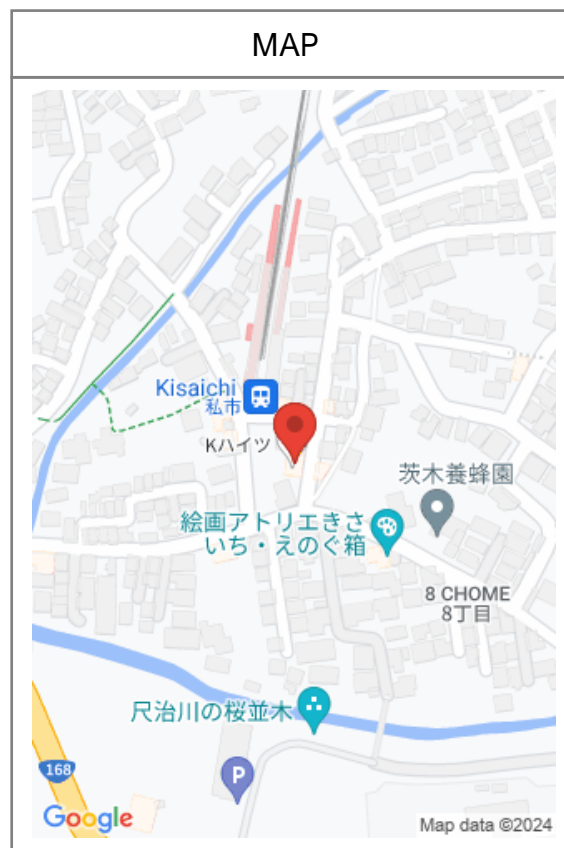 MAP
Kisaichi
私市
Kハイツ
茨木養蜂園
絵画アトリエきさ
いち・えのぐ箱
8 CHOME
8丁目
尺治川の桜並木
168
P
Google
Map data ©2024